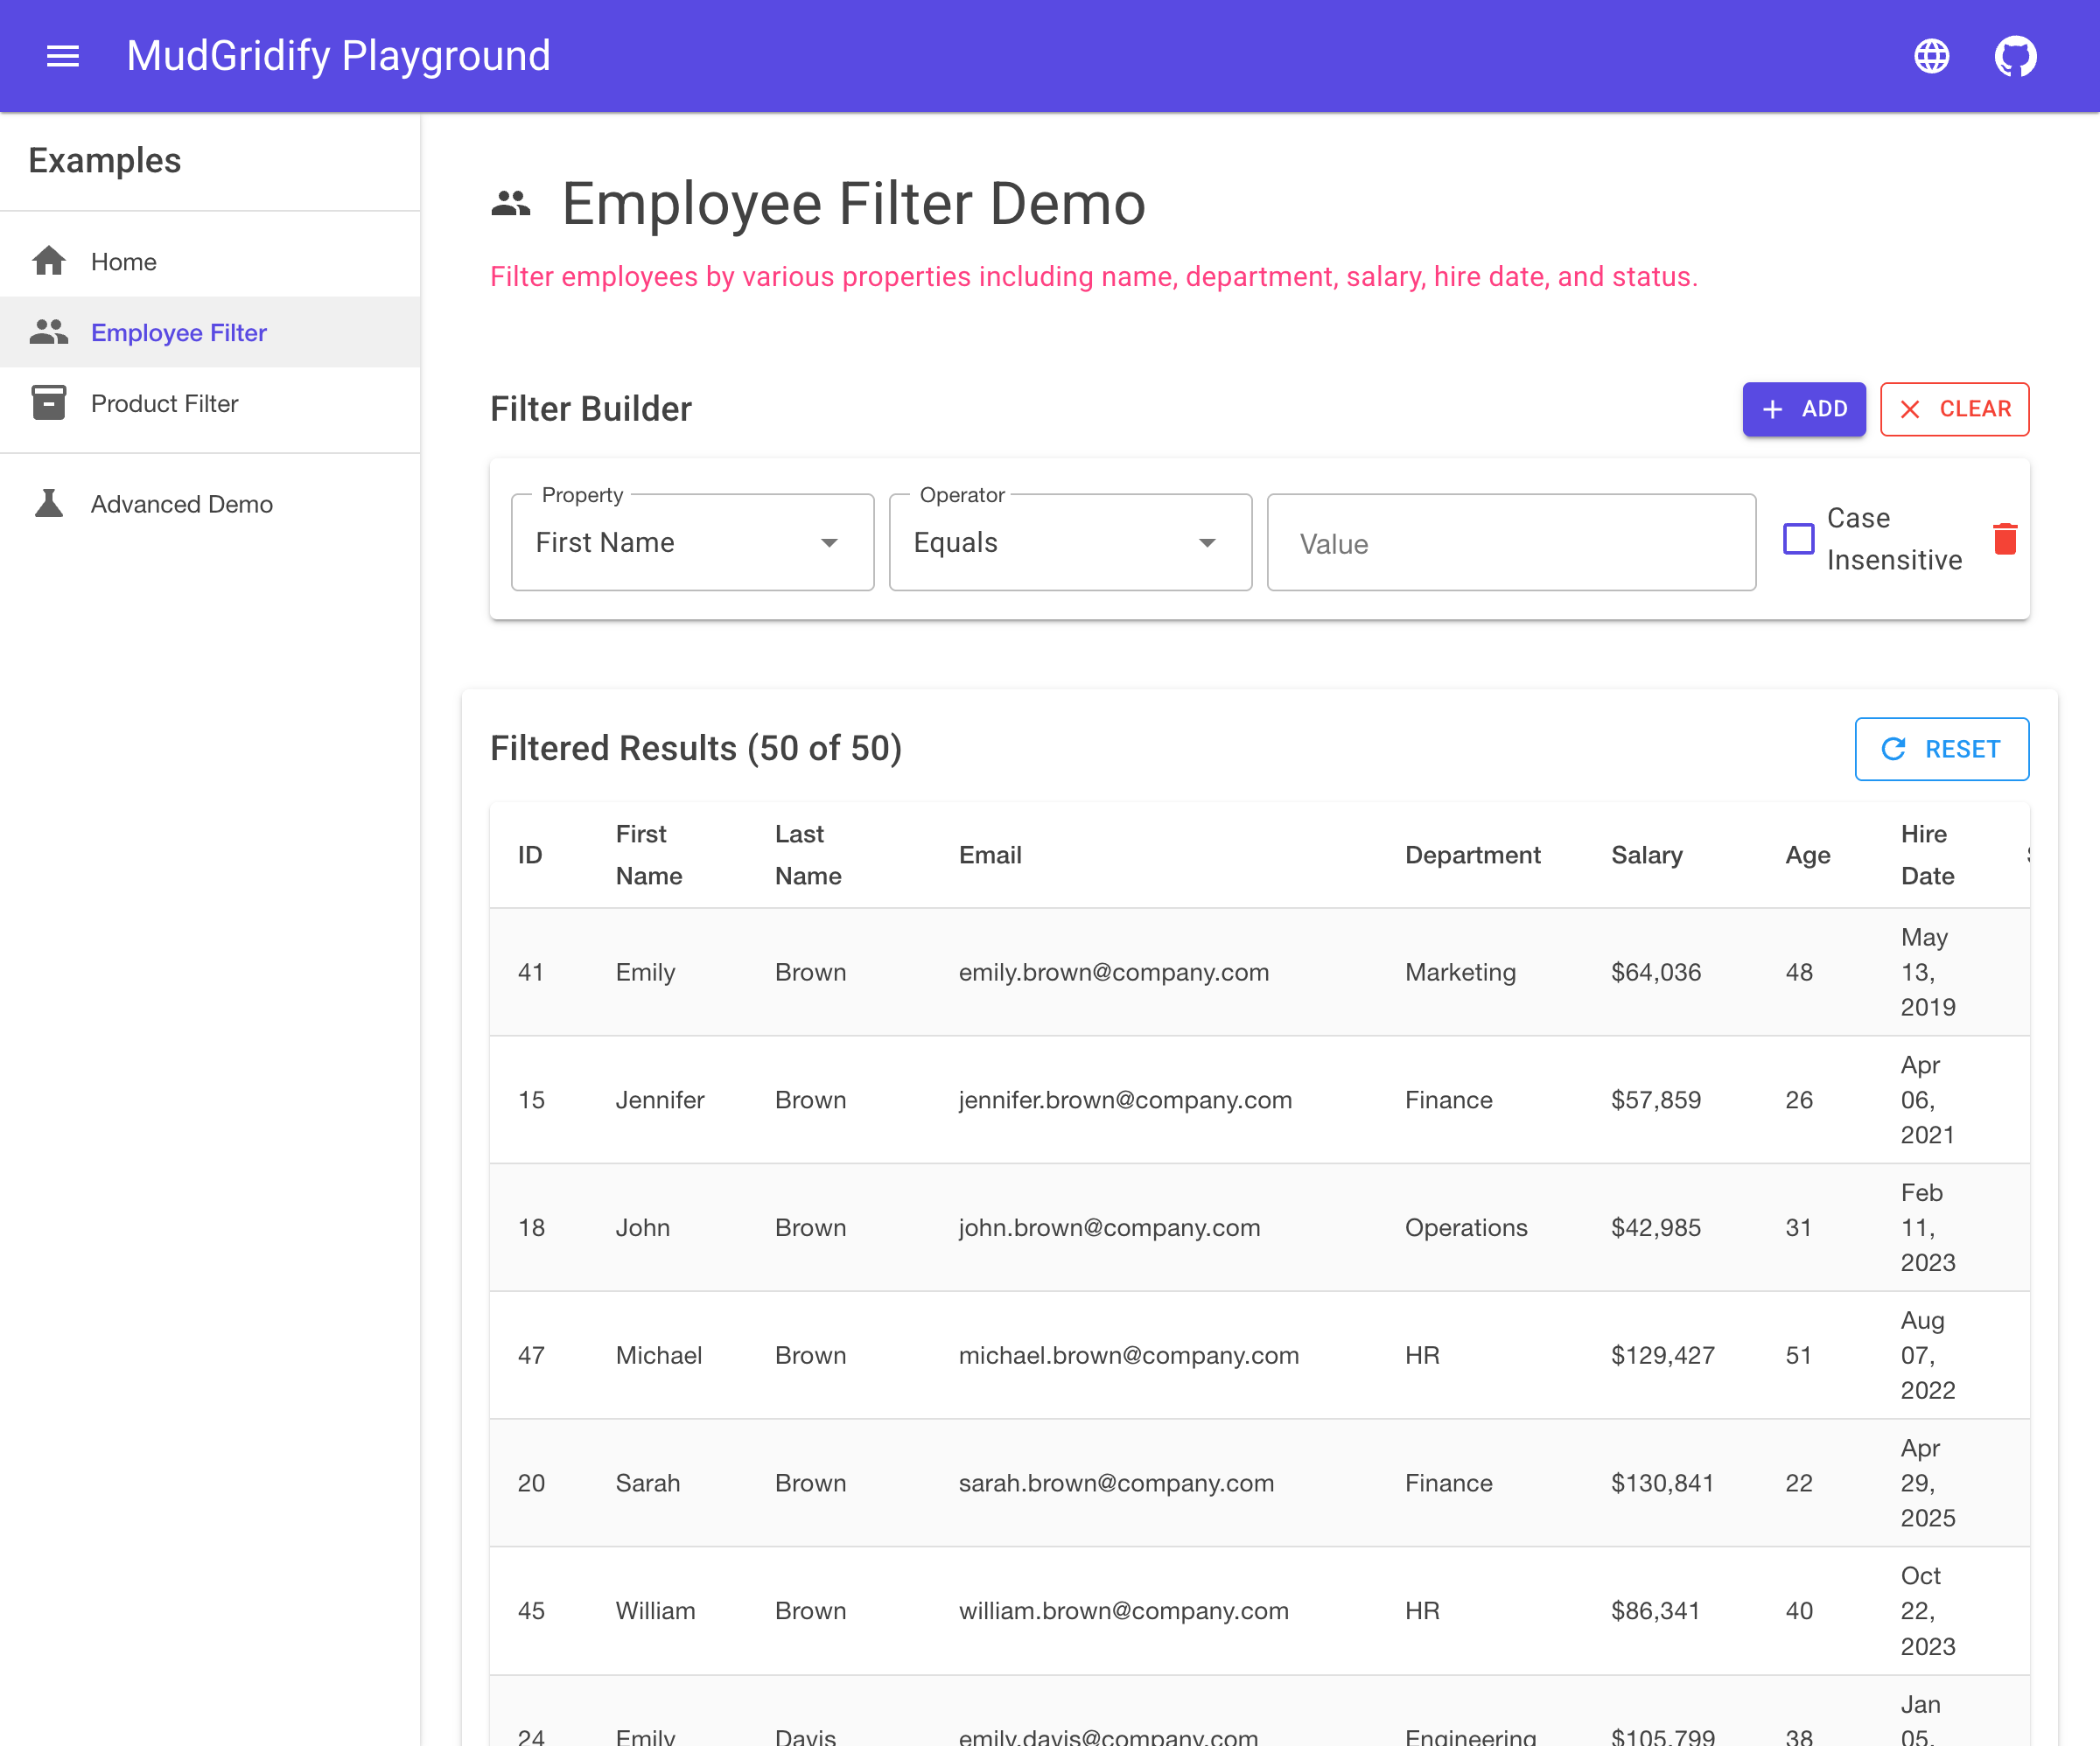 MudGridify Playground
Examples
Home
Employee Filter
Product Filter
Advanced Demo
Employee Filter Demo
Filter employees by various properties including name, department, salary, hire date, and status.
Filter Builder
ADD
CLEAR
Property
First Name
Operator
Equals
Value
Case
Insensitive
Filtered Results (50 of 50)
RESET
ID First Name Last Name Email Department Salary Age Hire Date
41 Emily Brown emily.brown@company.com Marketing $64,036 48 May 13, 2019
15 Jennifer Brown jennifer.brown@company.com Finance $57,859 26 Apr 06, 2021
18 John Brown john.brown@company.com Operations $42,985 31 Feb 11, 2023
47 Michael Brown michael.brown@company.com HR $129,427 51 Aug 07, 2022
20 Sarah Brown sarah.brown@company.com Finance $130,841 22 Apr 29, 2025
45 William Brown william.brown@company.com HR $86,341 40 Oct 22, 2023
24 Emily Davis emily.davis@company.com Engineering $105,799 38 Jan 05,